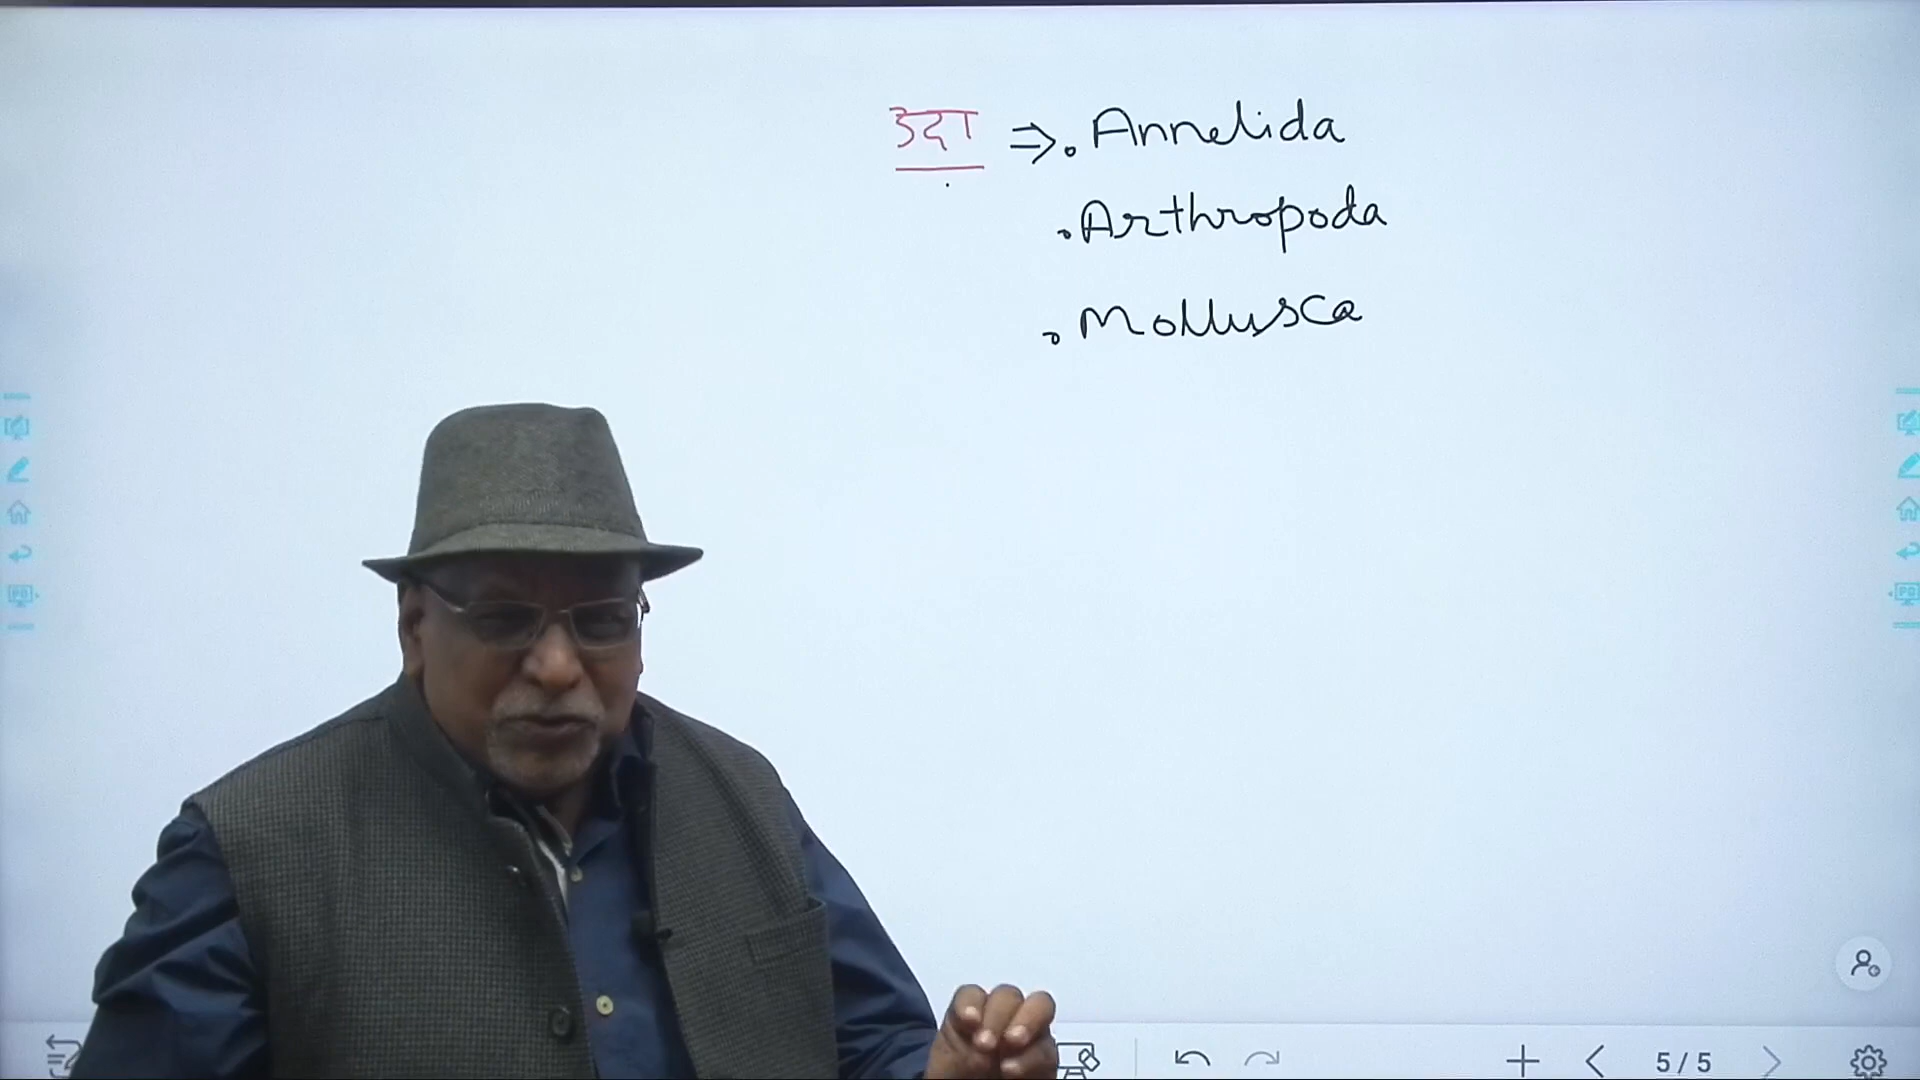 उदा ⇒ • Annelida
• Arthropoda
• Mollusca
5/5